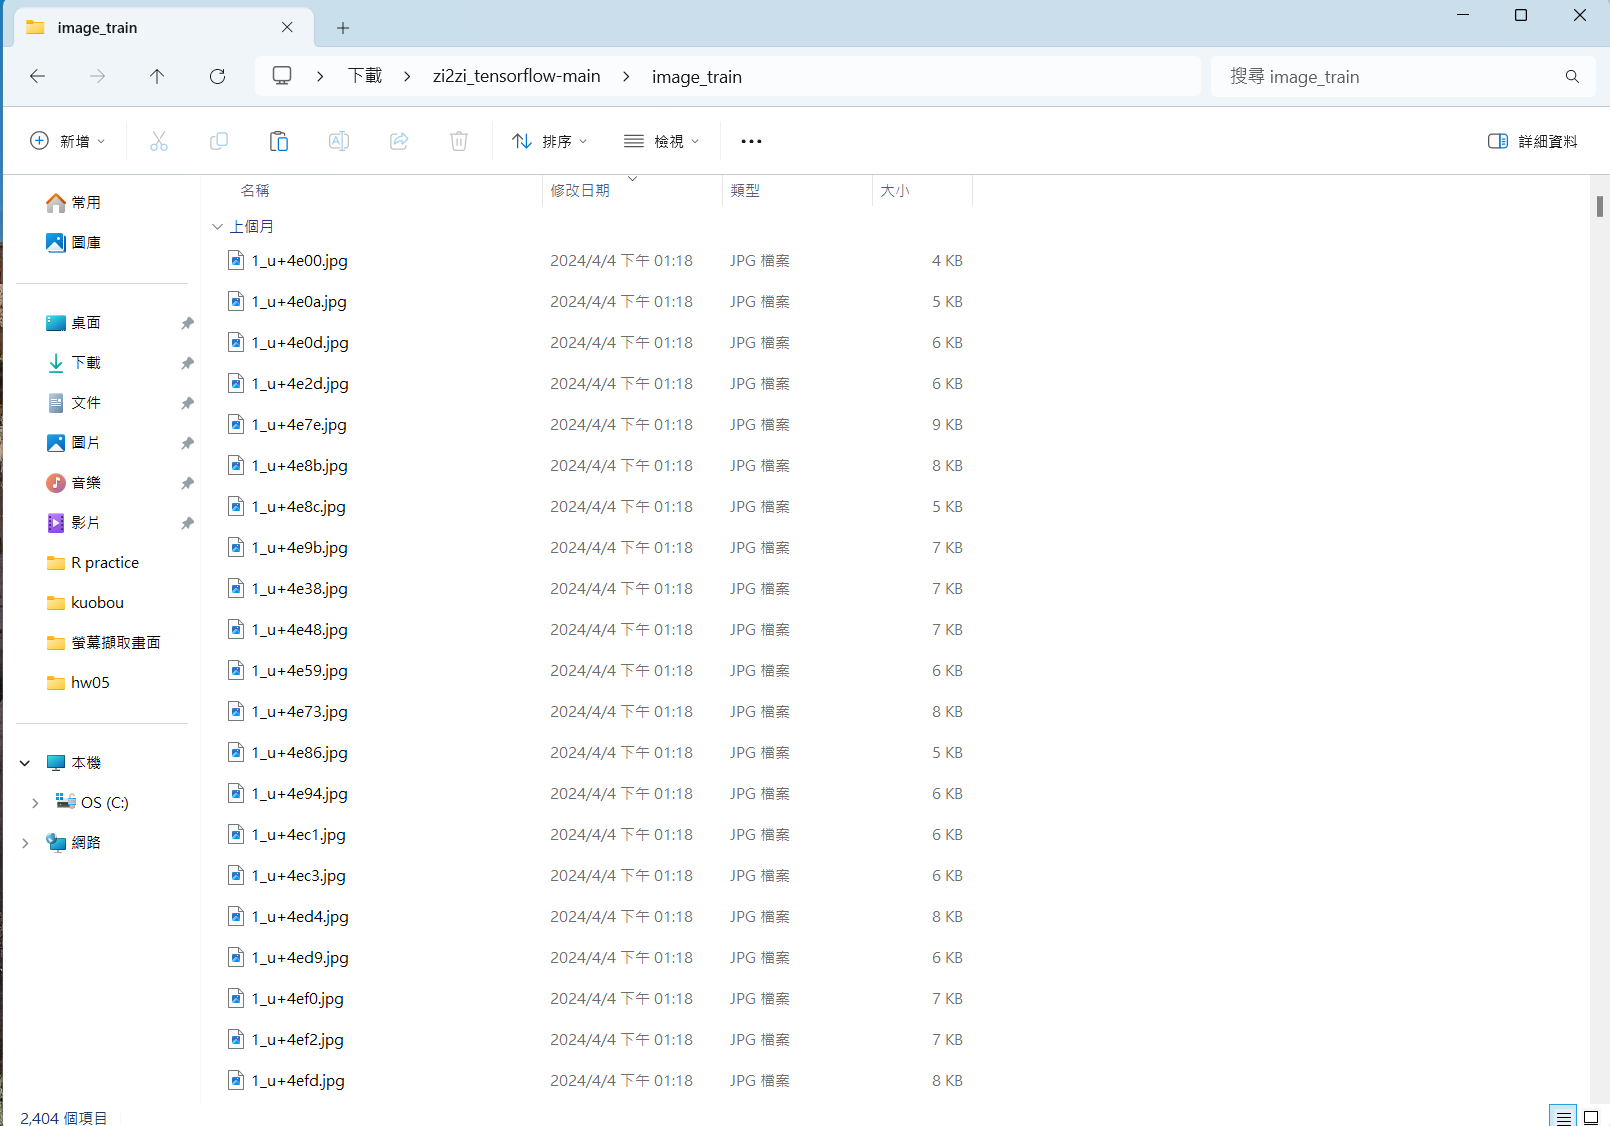 image_train
下載 zi2zi_tensorflow-main image_train
搜尋 image_train
新增 排序 檢視 詳細資料
常用
圖庫
桌面
下載
文件
圖片
音樂
影片
R practice
kuobou
螢幕擷取畫面
hw05
本機
OS (C:)
網路
名稱 修改日期 類型 大小
上個月
1_u+4e00.jpg 2024/4/4 下午 01:18 JPG 檔案 4 KB
1_u+4e0a.jpg 2024/4/4 下午 01:18 JPG 檔案 5 KB
1_u+4e0d.jpg 2024/4/4 下午 01:18 JPG 檔案 6 KB
1_u+4e2d.jpg 2024/4/4 下午 01:18 JPG 檔案 6 KB
1_u+4e7e.jpg 2024/4/4 下午 01:18 JPG 檔案 9 KB
1_u+4e8b.jpg 2024/4/4 下午 01:18 JPG 檔案 8 KB
1_u+4e8c.jpg 2024/4/4 下午 01:18 JPG 檔案 5 KB
1_u+4e9b.jpg 2024/4/4 下午 01:18 JPG 檔案 7 KB
1_u+4e38.jpg 2024/4/4 下午 01:18 JPG 檔案 7 KB
1_u+4e48.jpg 2024/4/4 下午 01:18 JPG 檔案 7 KB
1_u+4e59.jpg 2024/4/4 下午 01:18 JPG 檔案 6 KB
1_u+4e73.jpg 2024/4/4 下午 01:18 JPG 檔案 8 KB
1_u+4e86.jpg 2024/4/4 下午 01:18 JPG 檔案 5 KB
1_u+4e94.jpg 2024/4/4 下午 01:18 JPG 檔案 6 KB
1_u+4ec1.jpg 2024/4/4 下午 01:18 JPG 檔案 6 KB
1_u+4ec3.jpg 2024/4/4 下午 01:18 JPG 檔案 6 KB
1_u+4ed4.jpg 2024/4/4 下午 01:18 JPG 檔案 8 KB
1_u+4ed9.jpg 2024/4/4 下午 01:18 JPG 檔案 6 KB
1_u+4ef0.jpg 2024/4/4 下午 01:18 JPG 檔案 7 KB
1_u+4ef2.jpg 2024/4/4 下午 01:18 JPG 檔案 7 KB
1_u+4efd.jpg 2024/4/4 下午 01:18 JPG 檔案 8 KB
2,404 個項目